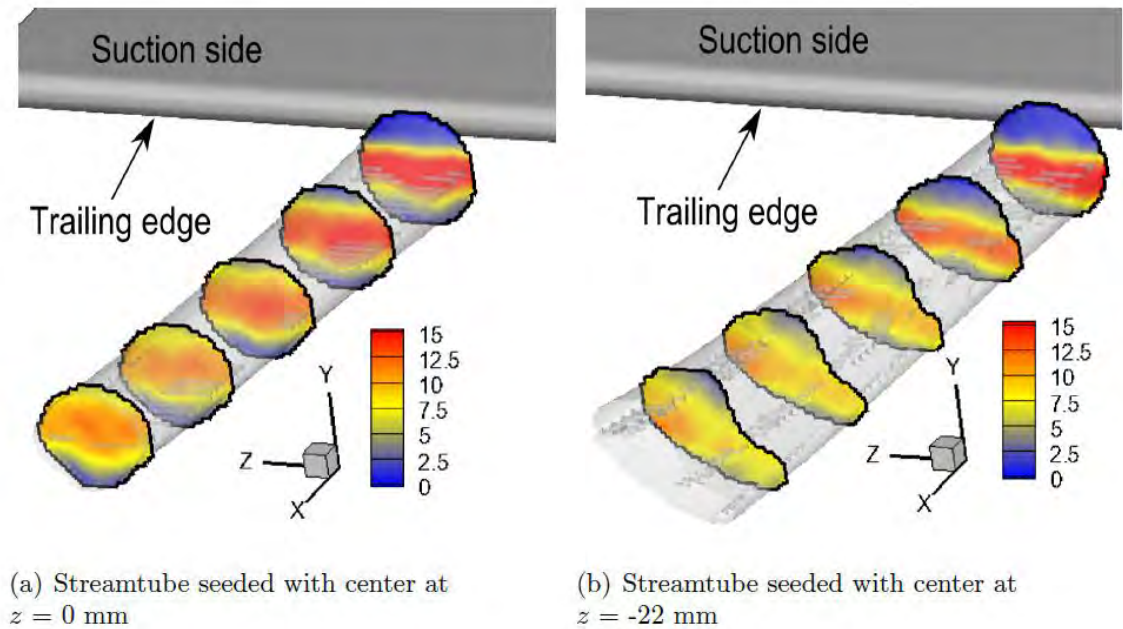 Suction side
Trailing edge
15
12.5
10
7.5
5
2.5
0
Y
Z
X
Suction side
Trailing edge
15
12.5
10
7.5
5
2.5
0
Y
Z
X
(a) Streamtube seeded with center at
z = 0 mm
(b) Streamtube seeded with center at
z = -22 mm